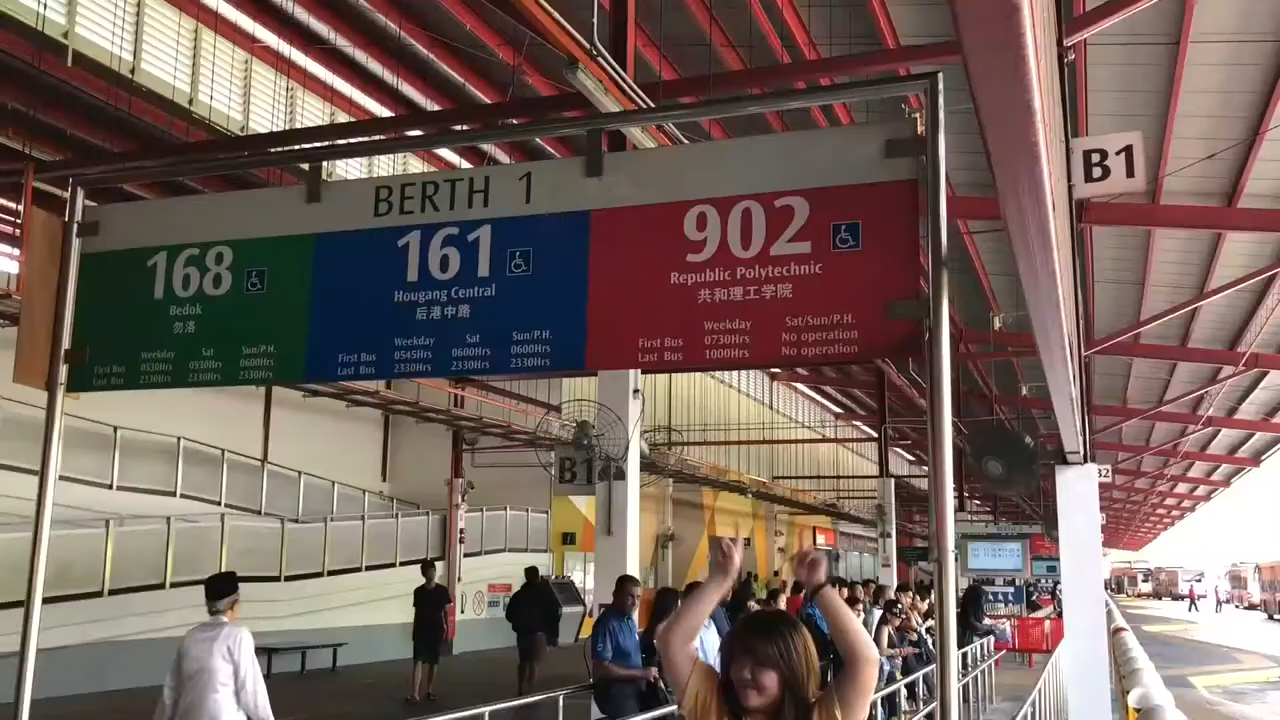 BERTH 1
B1
168
Bedok
勿洛
Weekday Sat Sun/P.H.
First Bus 0530Hrs 0530Hrs 0600Hrs
Last Bus 2330Hrs 2330Hrs 2330Hrs
161
Hougang Central
后港中路
Weekday Sat Sun/P.H.
First Bus 0545Hrs 0600Hrs 0600Hrs
Last Bus 2330Hrs 2330Hrs 2330Hrs
902
Republic Polytechnic
共和理工学院
Weekday Sat/Sun/P.H.
First Bus 0730Hrs No operation
Last Bus 1000Hrs No operation
B1
B2